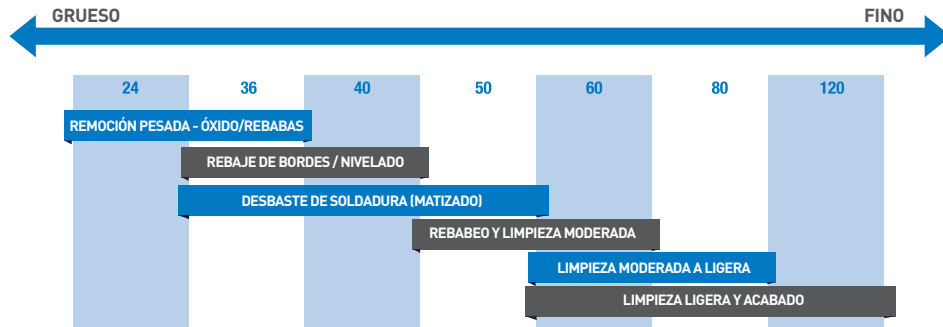 GRUESO FINO
24 36 40 50 60 80 120
REMOCIÓN PESADA - ÓXIDO/REBABAS
REBAJE DE BORDES / NIVELADO
DESBASTE DE SOLDADURA (MATIZADO)
REBABEO Y LIMPIEZA MODERADA
LIMPIEZA MODERADA A LIGERA
LIMPIEZA LIGERA Y ACABADO